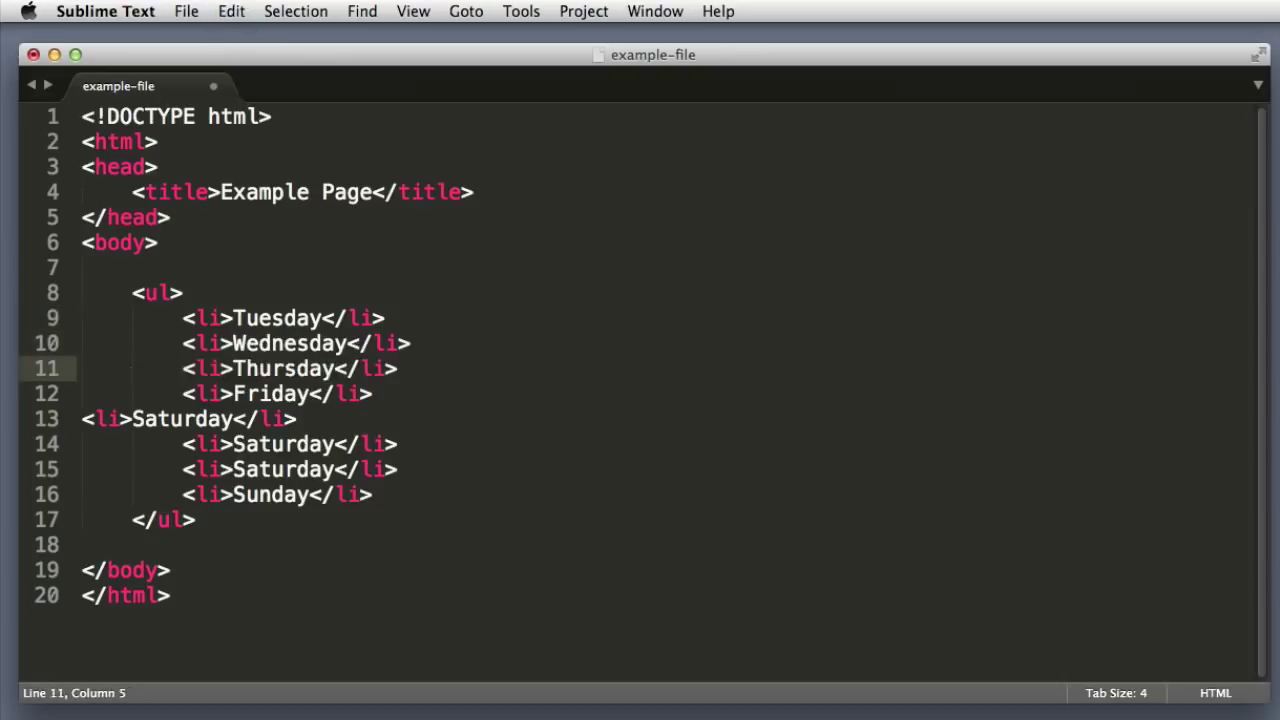 Sublime Text File Edit Selection Find View Goto Tools Project Window Help
example-file
example-file
1 <!DOCTYPE html>
2 <html>
3 <head>
4     <title>Example Page</title>
5 </head>
6 <body>
7
8     <ul>
9         <li>Tuesday</li>
10         <li>Wednesday</li>
11         <li>Thursday</li>
12         <li>Friday</li>
13 <li>Saturday</li>
14         <li>Saturday</li>
15         <li>Saturday</li>
16         <li>Sunday</li>
17     </ul>
18
19 </body>
20 </html>
Line 11, Column 5 Tab Size: 4 HTML